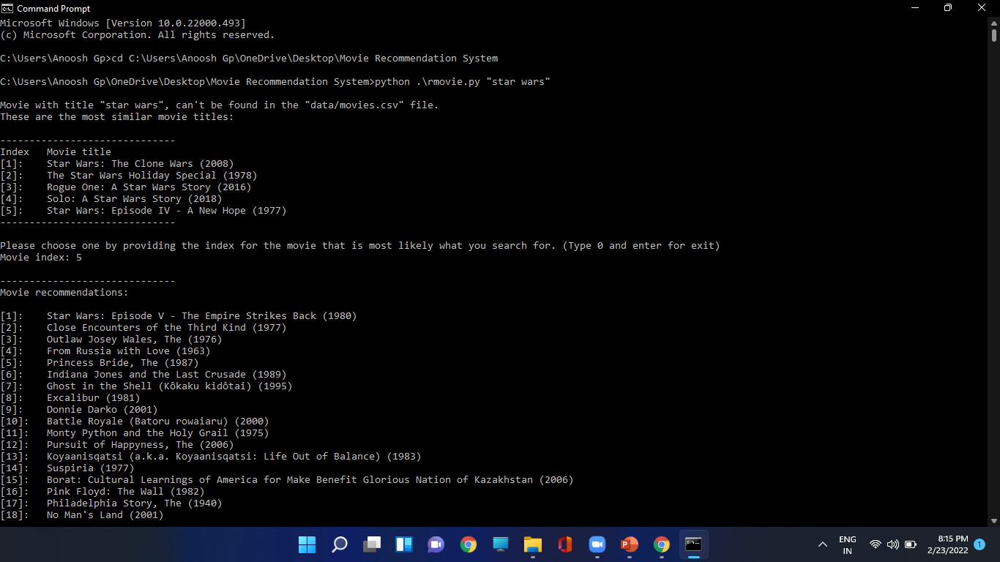 Command Prompt
Microsoft Windows [Version 10.0.22000.493]
(c) Microsoft Corporation. All rights reserved.
C:\Users\Anoosh Gp>cd C:\Users\Anoosh Gp\OneDrive\Desktop\Movie Recommendation System
C:\Users\Anoosh Gp\OneDrive\Desktop\Movie Recommendation System>python .\rmovie.py "star wars"
Movie with title "star wars", can't be found in the "data/movies.csv" file.
These are the most similar movie titles:
------------------------------
Index   Movie title
[1]:    Star Wars: The Clone Wars (2008)
[2]:    The Star Wars Holiday Special (1978)
[3]:    Rogue One: A Star Wars Story (2016)
[4]:    Solo: A Star Wars Story (2018)
[5]:    Star Wars: Episode IV - A New Hope (1977)
------------------------------
Please choose one by providing the index for the movie that is most likely what you search for. (Type 0 and enter for exit)
Movie index: 5
------------------------------
Movie recommendations:
[1]:    Star Wars: Episode V - The Empire Strikes Back (1980)
[2]:    Close Encounters of the Third Kind (1977)
[3]:    Outlaw Josey Wales, The (1976)
[4]:    From Russia with Love (1963)
[5]:    Princess Bride, The (1987)
[6]:    Indiana Jones and the Last Crusade (1989)
[7]:    Ghost in the Shell (Kôkaku kidôtai) (1995)
[8]:    Excalibur (1981)
[9]:    Donnie Darko (2001)
[10]:   Battle Royale (Batoru rowaiaru) (2000)
[11]:   Monty Python and the Holy Grail (1975)
[12]:   Pursuit of Happyness, The (2006)
[13]:   Koyaanisqatsi (a.k.a. Koyaanisqatsi: Life Out of Balance) (1983)
[14]:   Suspiria (1977)
[15]:   Borat: Cultural Learnings of America for Make Benefit Glorious Nation of Kazakhstan (2006)
[16]:   Pink Floyd: The Wall (1982)
[17]:   Philadelphia Story, The (1940)
[18]:   No Man's Land (2001)
ENG
IN
8:15 PM
2/23/2022
1